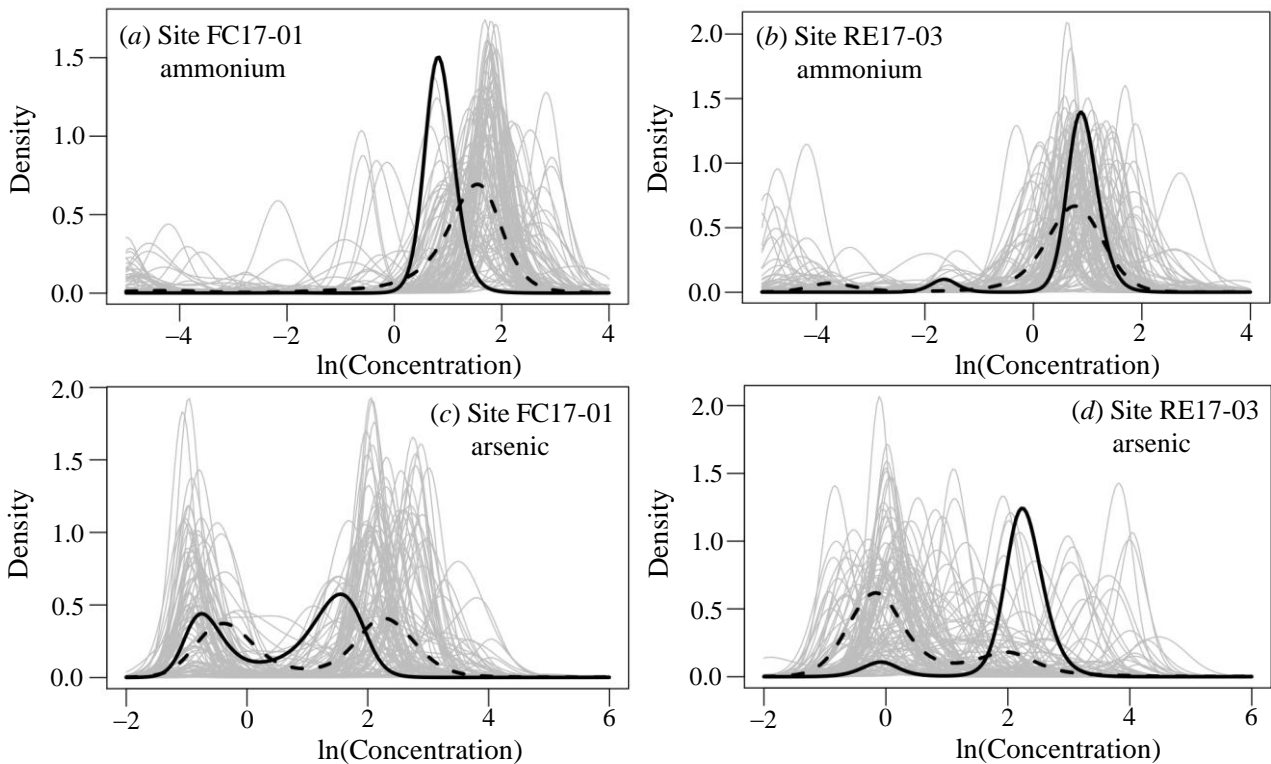 (a) Site FC17-01
ammonium
Density
1.5
1.0
0.5
0.0
−4
−2
0
2
4
ln(Concentration)
(b) Site RE17-03
ammonium
Density
2.0
1.5
1.0
0.5
0.0
−4
−2
0
2
4
ln(Concentration)
(c) Site FC17-01
arsenic
Density
2.0
1.5
1.0
0.5
0.0
−2
0
2
4
6
ln(Concentration)
(d) Site RE17-03
arsenic
Density
2.0
1.5
1.0
0.5
0.0
−2
0
2
4
6
ln(Concentration)